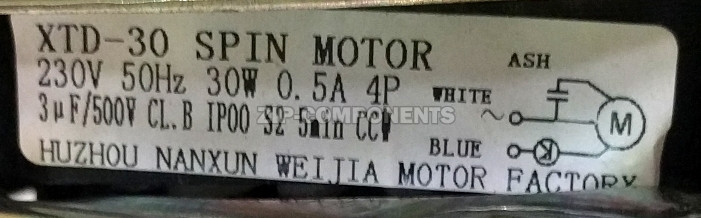 XTD-30 SPIN MOTOR
230V 50Hz 30W 0.5A 4P
3μF/500V CL.B IP00 S2 5min CCW
HUZHOU NANXUN WEIJIA MOTOR FACTORY
ASH
WHITE
~
M
BLUE
ZIP-COMPONENTS